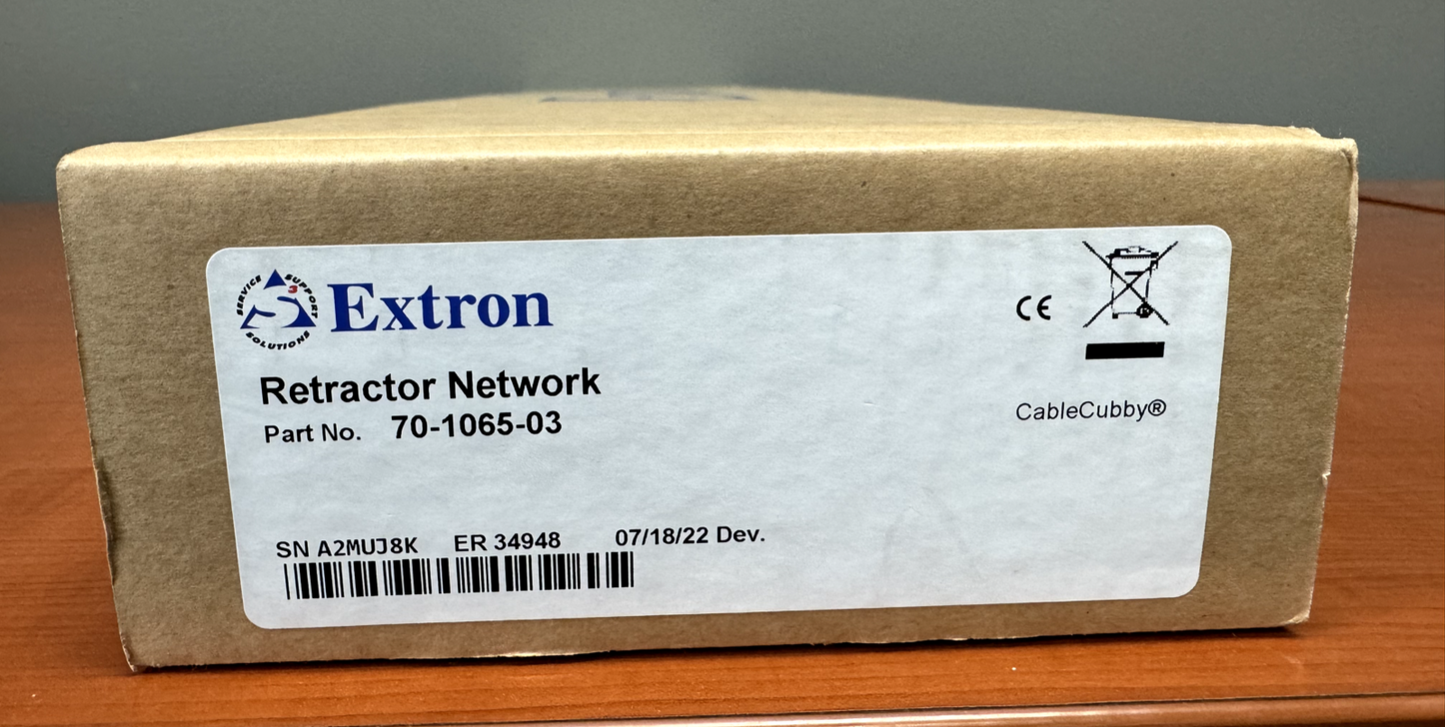 SERVICE SUPPORT SOLUTIONS
S3
Extron
CE
Retractor Network
Part No. 70-1065-03
CableCubby®
SN A2MUJ8K ER 34948 07/18/22 Dev.